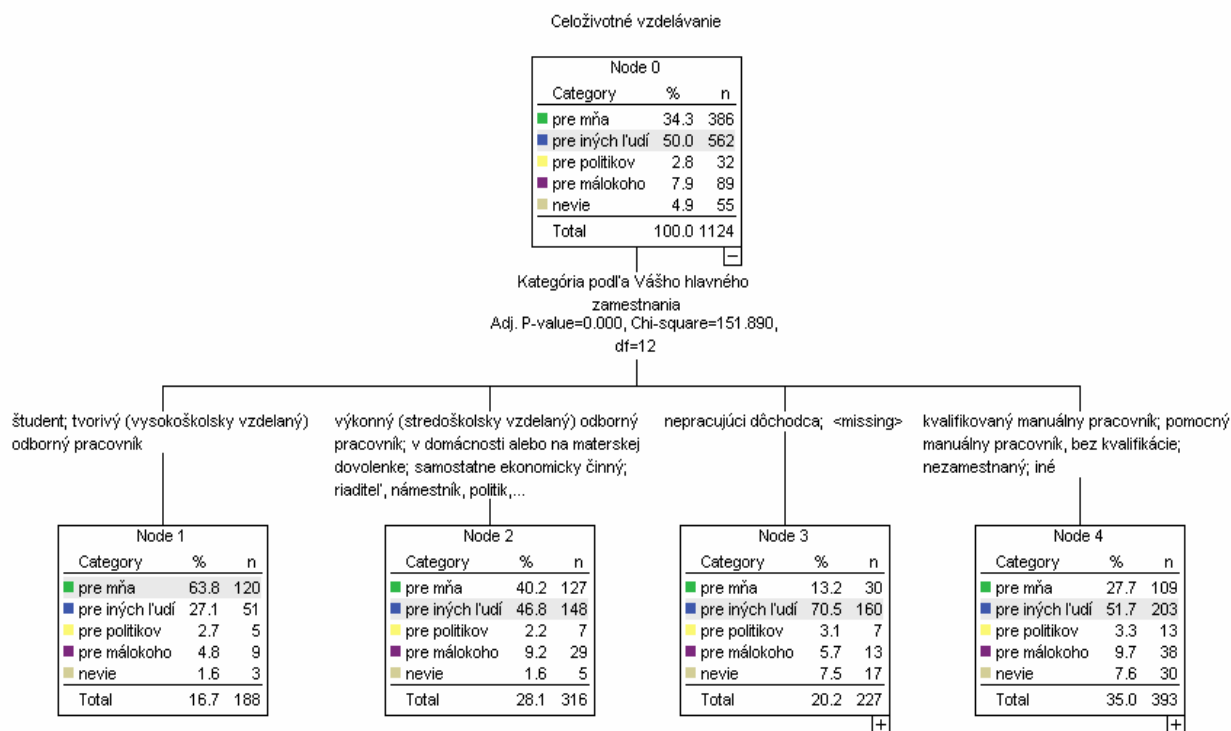 Celoživotné vzdelávanie
Node 0
Category % n
pre mňa 34.3 386
pre iných ľudí 50.0 562
pre politikov 2.8 32
pre málokoho 7.9 89
nevie 4.9 55
Total 100.0 1124
Kategória podľa Vášho hlavného
zamestnania
Adj. P-value=0.000, Chi-square=151.890,
df=12
študent; tvorivý (vysokoškolsky vzdelaný)
odborný pracovník
výkonný (stredoškolsky vzdelaný) odborný
pracovník; v domácnosti alebo na materskej
dovolenke; samostatne ekonomicky činný;
riaditeľ, námestník, politik,...
nepracujúci dôchodca; <missing>
kvalifikovaný manuálny pracovník; pomocný
manuálny pracovník, bez kvalifikácie;
nezamestnaný; iné
Node 1
Category % n
pre mňa 63.8 120
pre iných ľudí 27.1 51
pre politikov 2.7 5
pre málokoho 4.8 9
nevie 1.6 3
Total 16.7 188
Node 2
Category % n
pre mňa 40.2 127
pre iných ľudí 46.8 148
pre politikov 2.2 7
pre málokoho 9.2 29
nevie 1.6 5
Total 28.1 316
Node 3
Category % n
pre mňa 13.2 30
pre iných ľudí 70.5 160
pre politikov 3.1 7
pre málokoho 5.7 13
nevie 7.5 17
Total 20.2 227
Node 4
Category % n
pre mňa 27.7 109
pre iných ľudí 51.7 203
pre politikov 3.3 13
pre málokoho 9.7 38
nevie 7.6 30
Total 35.0 393